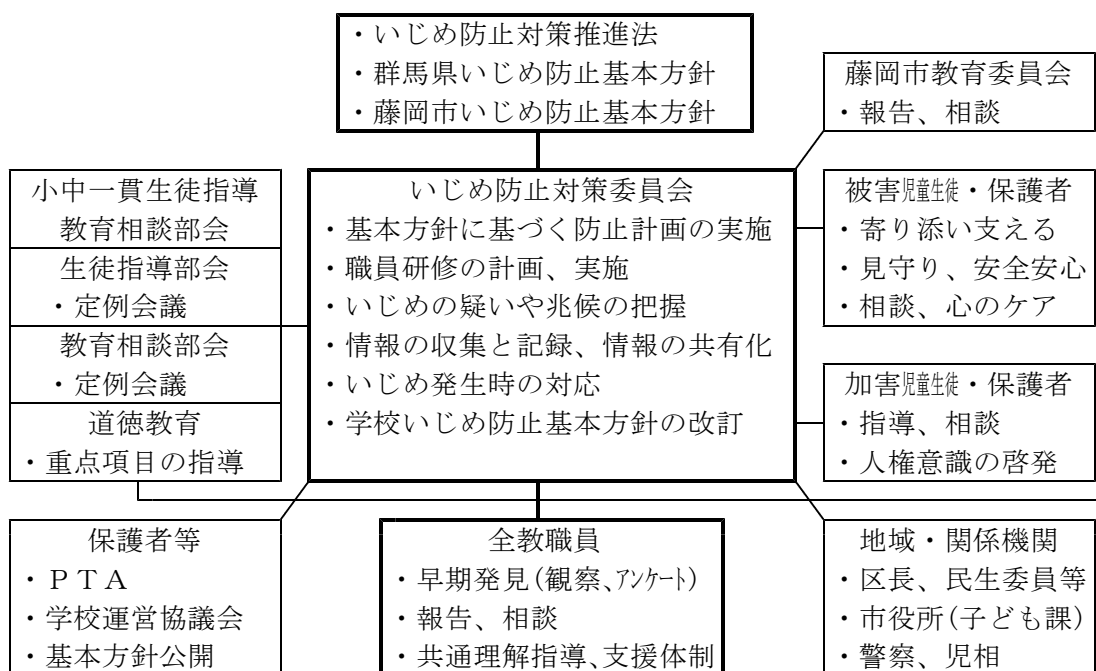 ・いじめ防止対策推進法
・群馬県いじめ防止基本方針
・藤岡市いじめ防止基本方針
藤岡市教育委員会
・報告、相談
小中一貫生徒指導
教育相談部会
生徒指導部会
・定例会議
教育相談部会
・定例会議
道徳教育
・重点項目の指導
いじめ防止対策委員会
・基本方針に基づく防止計画の実施
・職員研修の計画、実施
・いじめの疑いや兆候の把握
・情報の収集と記録、情報の共有化
・いじめ発生時の対応
・学校いじめ防止基本方針の改訂
被害児童生徒・保護者
・寄り添い支える
・見守り、安全安心
・相談、心のケア
加害児童生徒・保護者
・指導、相談
・人権意識の啓発
保護者等
・ＰＴＡ
・学校運営協議会
・基本方針公開
全教職員
・早期発見(観察、ｱﾝｹｰﾄ)
・報告、相談
・共通理解指導、支援体制
地域・関係機関
・区長、民生委員等
・市役所(子ども課)
・警察、児相